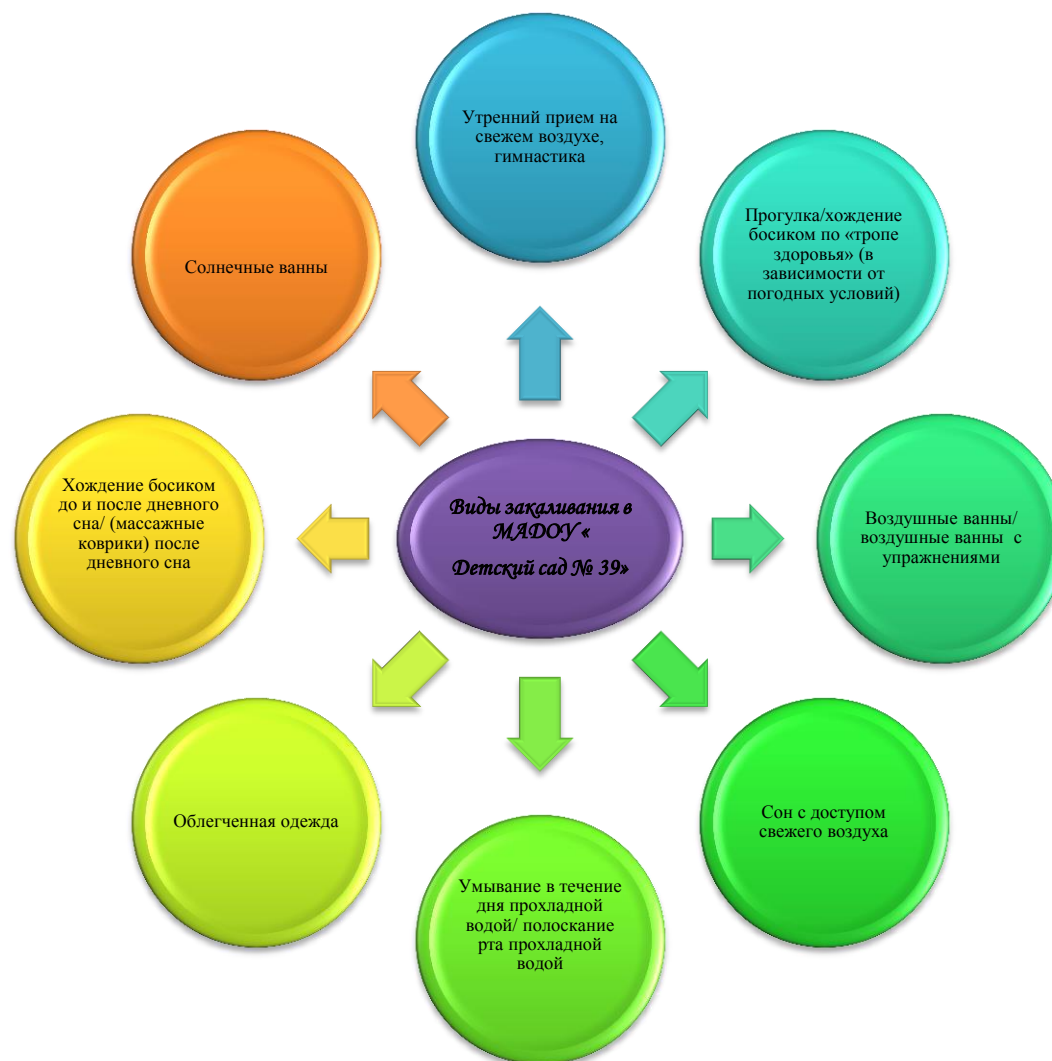 Утренний прием на
свежем воздухе,
гимнастика
Прогулка/хождение
босиком по «тропе
здоровья» (в
зависимости от
погодных условий)
Солнечные ванны
Хождение босиком
до и после дневного
сна/ (массажные
коврики) после
дневного сна
Виды закаливания в
МАДОУ «
Детский сад № 39»
Воздушные ванны/
воздушные ванны  с
упражнениями
Облегченная одежда
Сон с доступом
свежего воздуха
Умывание в течение
дня прохладной
водой/ полоскание
рта прохладной
водой